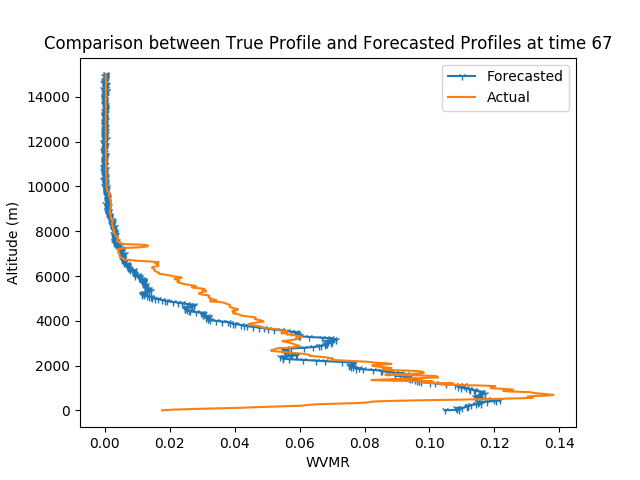 Comparison between True Profile and Forecasted Profiles at time 67
Forecasted
Actual
14000
12000
10000
8000
6000
4000
2000
0
Altitude (m)
0.00 0.02 0.04 0.06 0.08 0.10 0.12 0.14
WVMR